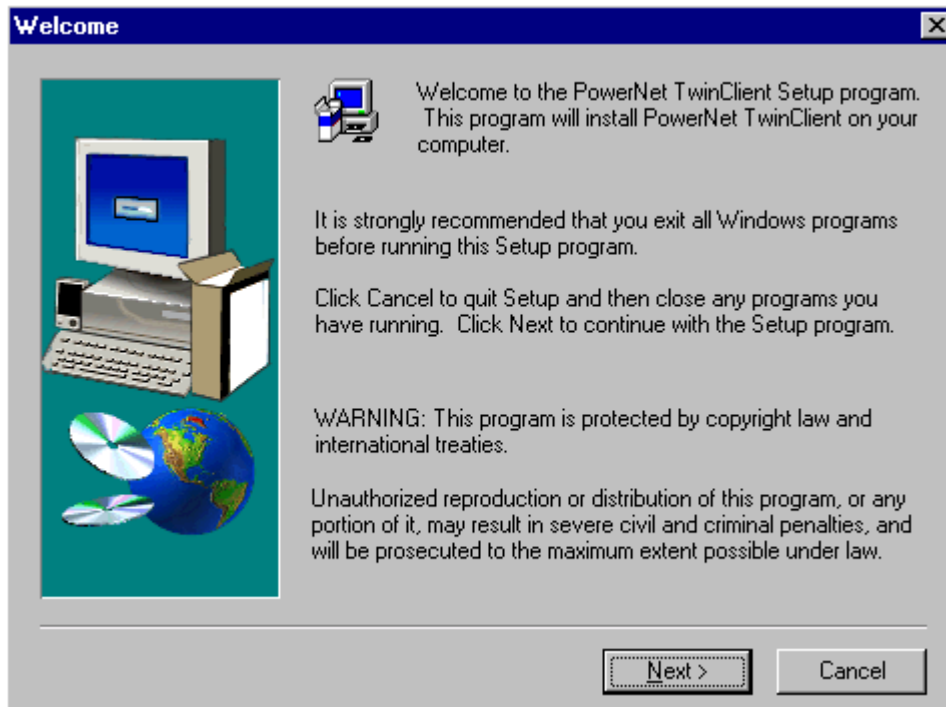 Welcome
Welcome to the PowerNet TwinClient Setup program.
This program will install PowerNet TwinClient on your
computer.
It is strongly recommended that you exit all Windows programs
before running this Setup program.
Click Cancel to quit Setup and then close any programs you
have running.  Click Next to continue with the Setup program.
WARNING: This program is protected by copyright law and
international treaties.
Unauthorized reproduction or distribution of this program, or any
portion of it, may result in severe civil and criminal penalties, and
will be prosecuted to the maximum extent possible under law.
Next >
Cancel